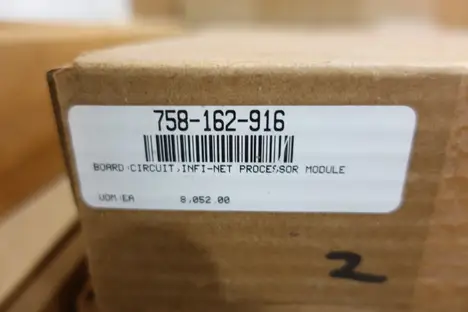 758-162-916
BOARD:CIRCUIT,INFI-NET PROCESSOR MODULE
UOM:EA 8,052.00
2